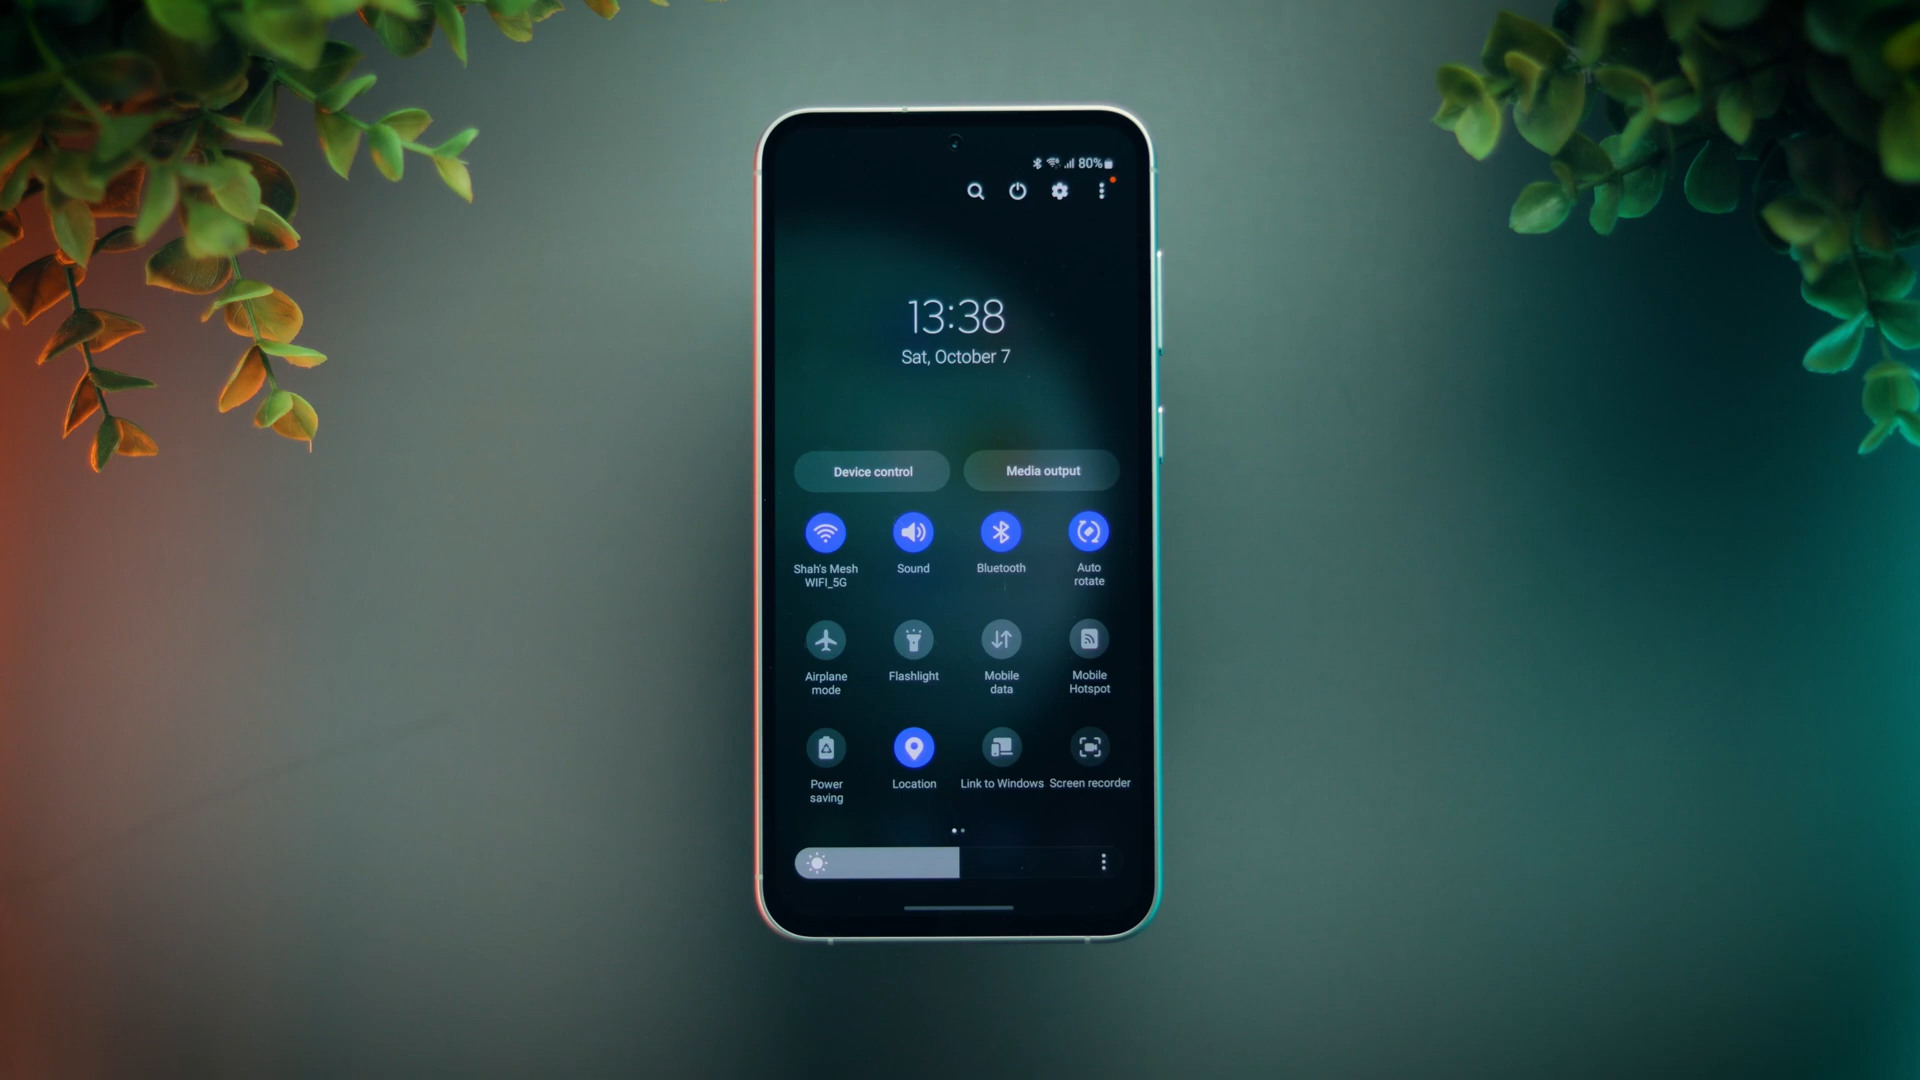 80%
13:38
Sat, October 7
Device control
Media output
Shah's Mesh
WIFI_5G
Sound
Bluetooth
Auto
rotate
Airplane
mode
Flashlight
Mobile
data
Mobile
Hotspot
Power
saving
Location
Link to Windows
Screen recorder